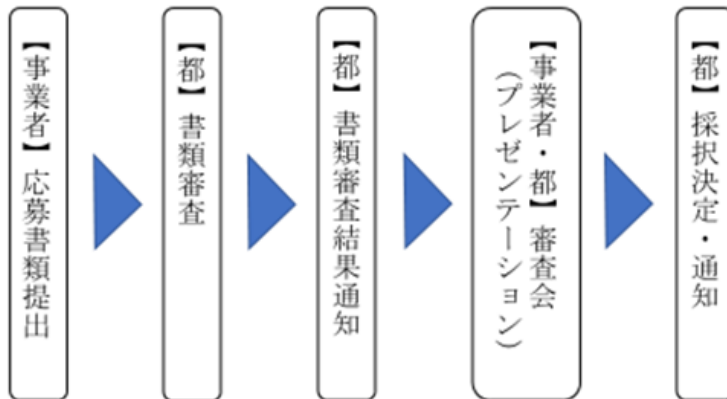 【事業者】応募書類提出
【都】書類審査
【都】書類審査結果通知
【事業者・都】審査会
（プレゼンテーション）
【都】採択決定・通知